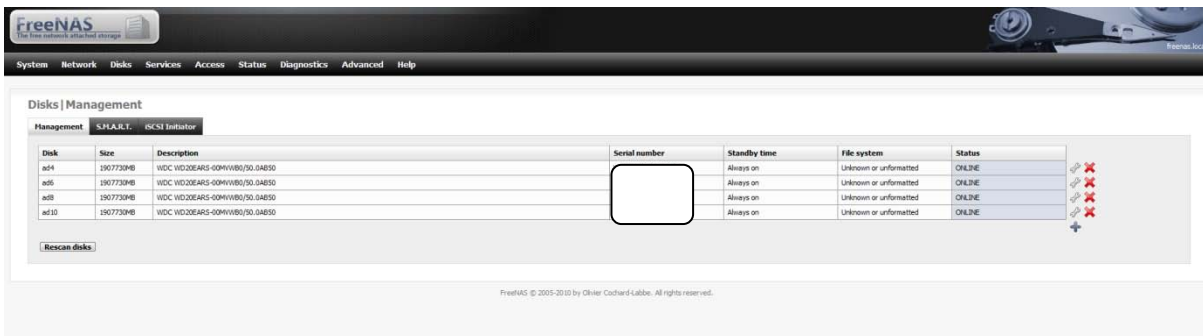 FreeNAS
The free network attached storage
freenas.loc
System Network Disks Services Access Status Diagnostics Advanced Help
Disks|Management
Management S.M.A.R.T. iSCSI Initiator
Disk Size Description Serial number Standby time File system Status
ad4 1907730MB WDC WD20EARS-00MVWB0/50.0AB50 Always on Unknown or unformatted ONLINE
ad6 1907730MB WDC WD20EARS-00MVWB0/50.0AB50 Always on Unknown or unformatted ONLINE
ad8 1907730MB WDC WD20EARS-00MVWB0/50.0AB50 Always on Unknown or unformatted ONLINE
ad10 1907730MB WDC WD20EARS-00MVWB0/50.0AB50 Always on Unknown or unformatted ONLINE
Rescan disks
FreeNAS © 2005-2010 by Olivier Cochard-Labbe. All rights reserved.